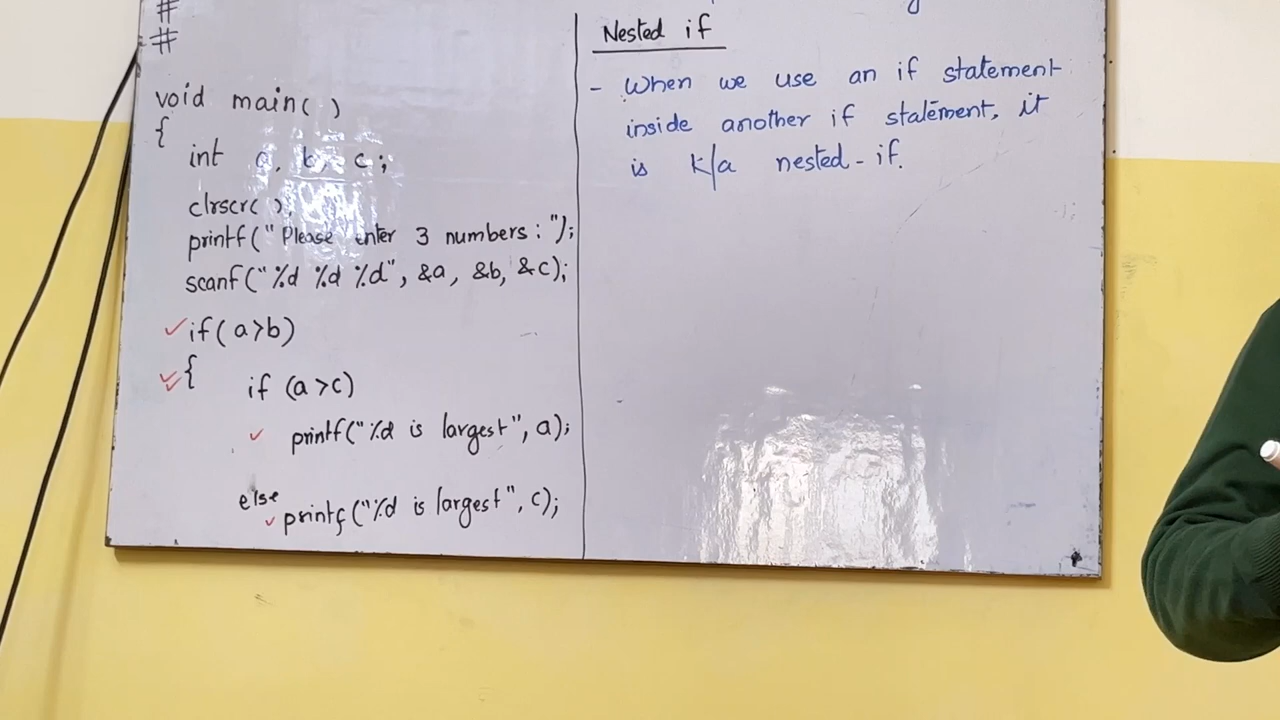 #
#
void main( )
{
int a, b, c ;
clrscr( );
printf("Please enter 3 numbers : ");
scanf("%d %d %d", &a, &b, &c);
if(a>b)
{
if (a>c)
printf("%d is largest", a);
else
printf("%d is largest", c);
Nested if
- When we use an if statement
inside another if statement, it
is k/a nested-if.